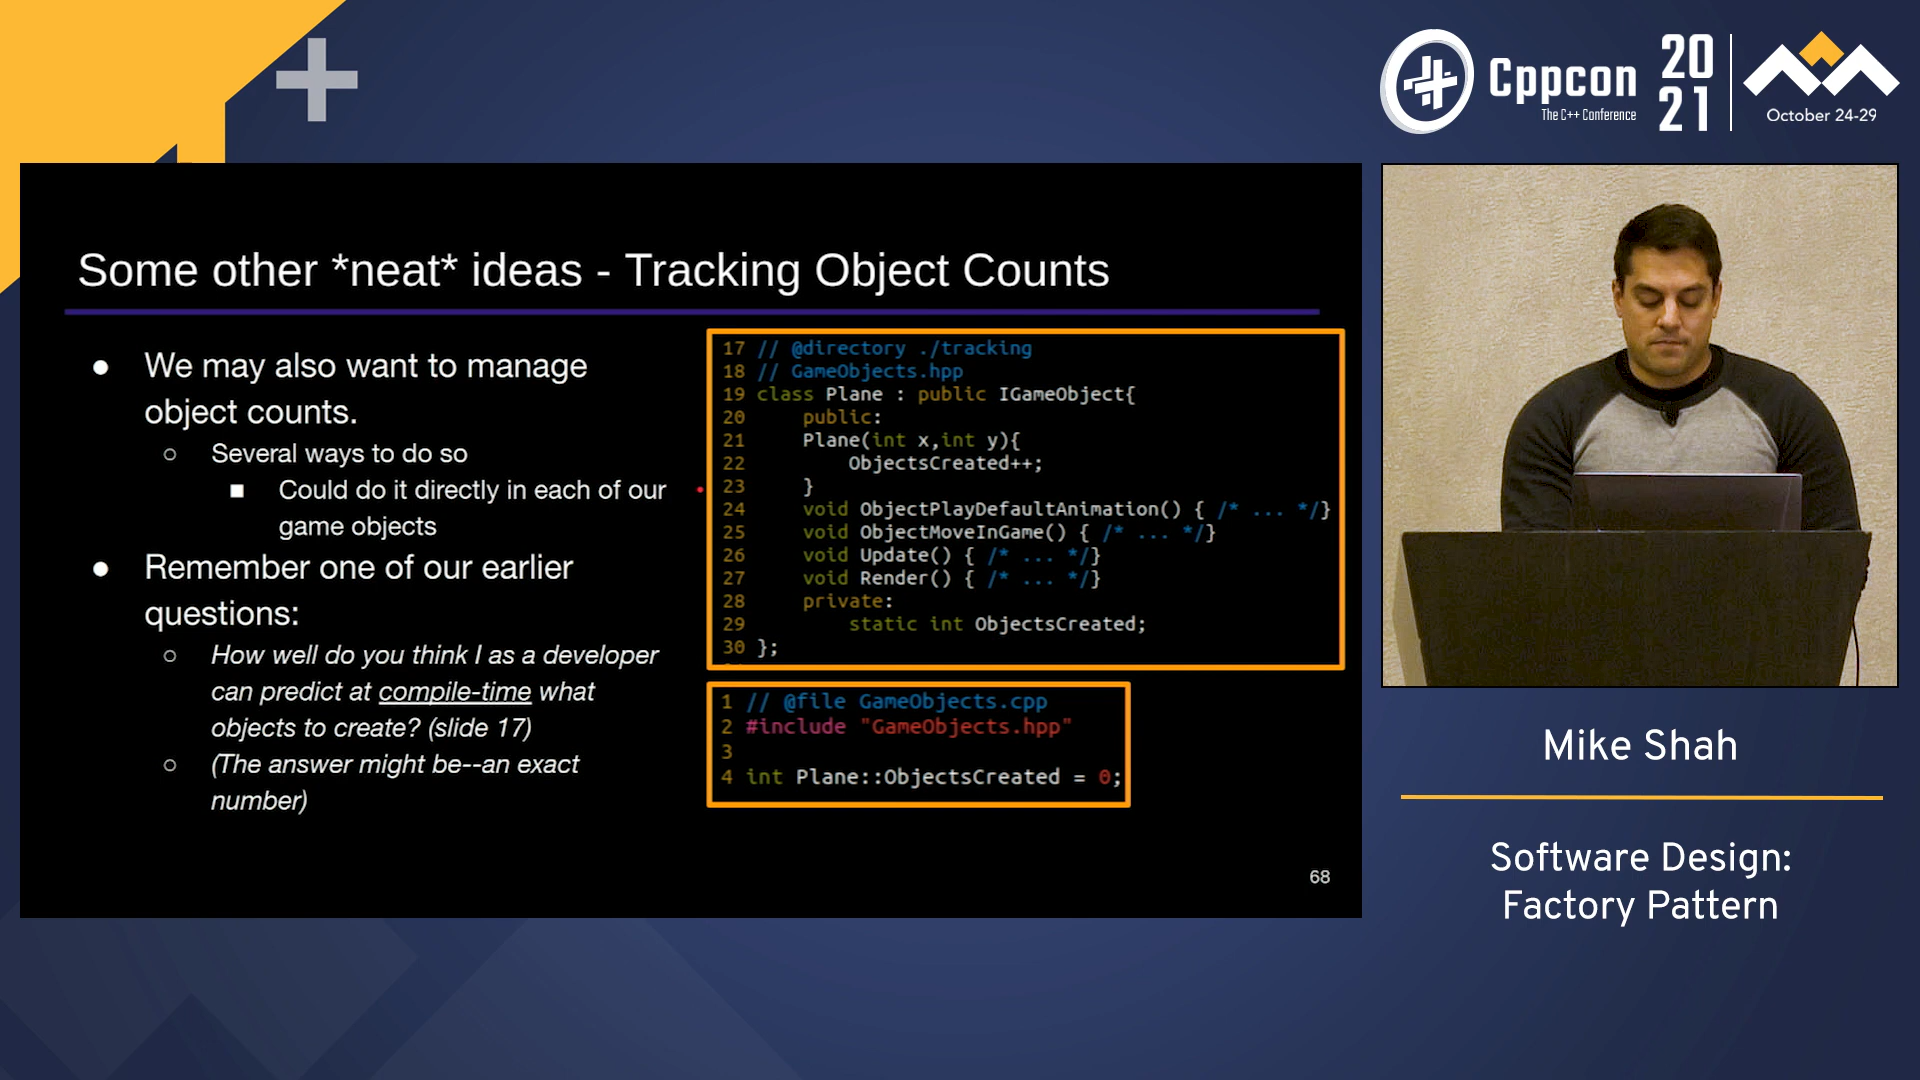 Cppcon
The C++ Conference
20
21
October 24-29
Some other *neat* ideas - Tracking Object Counts
● We may also want to manage
object counts.
○ Several ways to do so
■ Could do it directly in each of our
game objects
● Remember one of our earlier
questions:
○ How well do you think I as a developer
can predict at compile-time what
objects to create? (slide 17)
○ (The answer might be--an exact
number)
17 // @directory ./tracking
18 // GameObjects.hpp
19 class Plane : public IGameObject{
20     public:
21     Plane(int x,int y){
22         ObjectsCreated++;
23     }
24     void ObjectPlayDefaultAnimation() { /* ... */}
25     void ObjectMoveInGame() { /* ... */}
26     void Update() { /* ... */}
27     void Render() { /* ... */}
28     private:
29         static int ObjectsCreated;
30 };
1 // @file GameObjects.cpp
2 #include "GameObjects.hpp"
3
4 int Plane::ObjectsCreated = 0;
68
Mike Shah
Software Design:
Factory Pattern